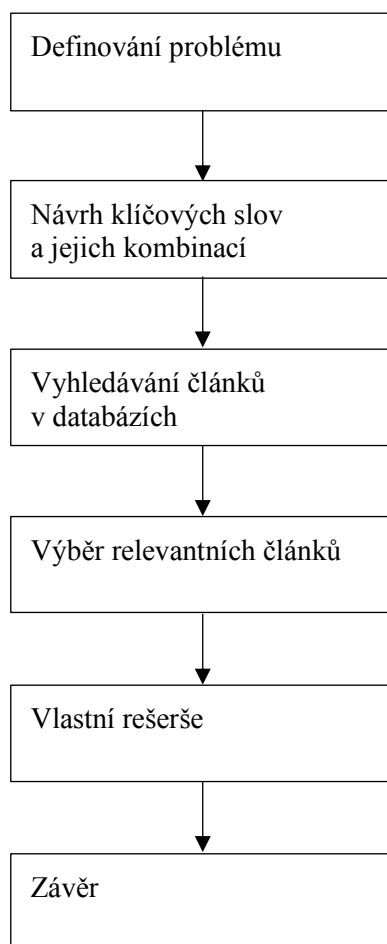 Definování problému
Návrh klíčových slov
a jejich kombinací
Vyhledávání článků
v databázích
Výběr relevantních článků
Vlastní rešerše
Závěr